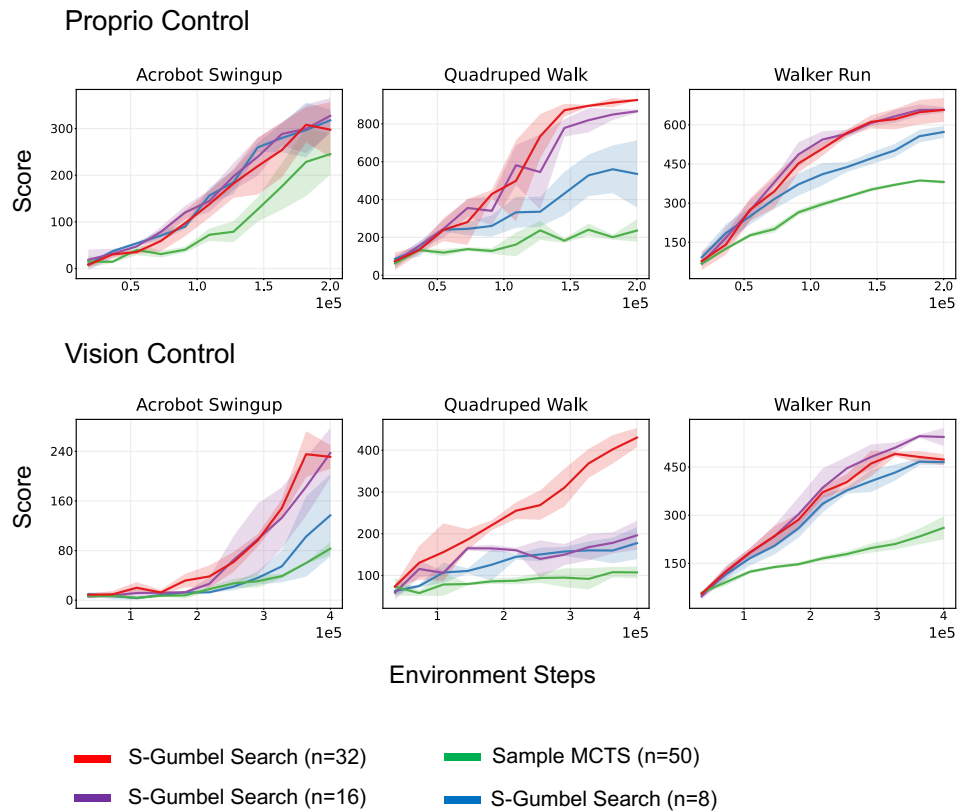 Proprio Control
Acrobot Swingup
Quadruped Walk
Walker Run
Score
300
200
100
0
0.5
1.0
1.5
2.0
1e5
800
600
400
200
0
0.5
1.0
1.5
2.0
1e5
600
450
300
150
0.5
1.0
1.5
2.0
1e5
Vision Control
Acrobot Swingup
Quadruped Walk
Walker Run
Score
240
160
80
0
1
2
3
4
1e5
400
300
200
100
1
2
3
4
1e5
450
300
150
1
2
3
4
1e5
Environment Steps
S-Gumbel Search (n=32)
Sample MCTS (n=50)
S-Gumbel Search (n=16)
S-Gumbel Search (n=8)